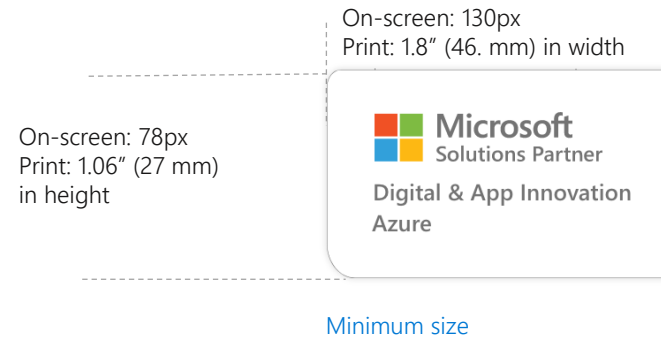 On-screen: 130px
Print: 1.8” (46. mm) in width
On-screen: 78px
Print: 1.06” (27 mm)
in height
Microsoft
Solutions Partner
Digital & App Innovation
Azure
Minimum size